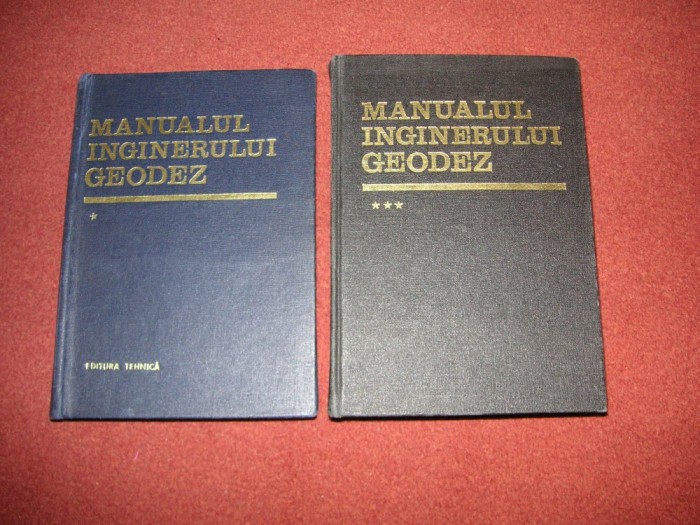 MANUALUL
INGINERULUI
GEODEZ
*
EDITURA TEHNICĂ
MANUALUL
INGINERULUI
GEODEZ
***